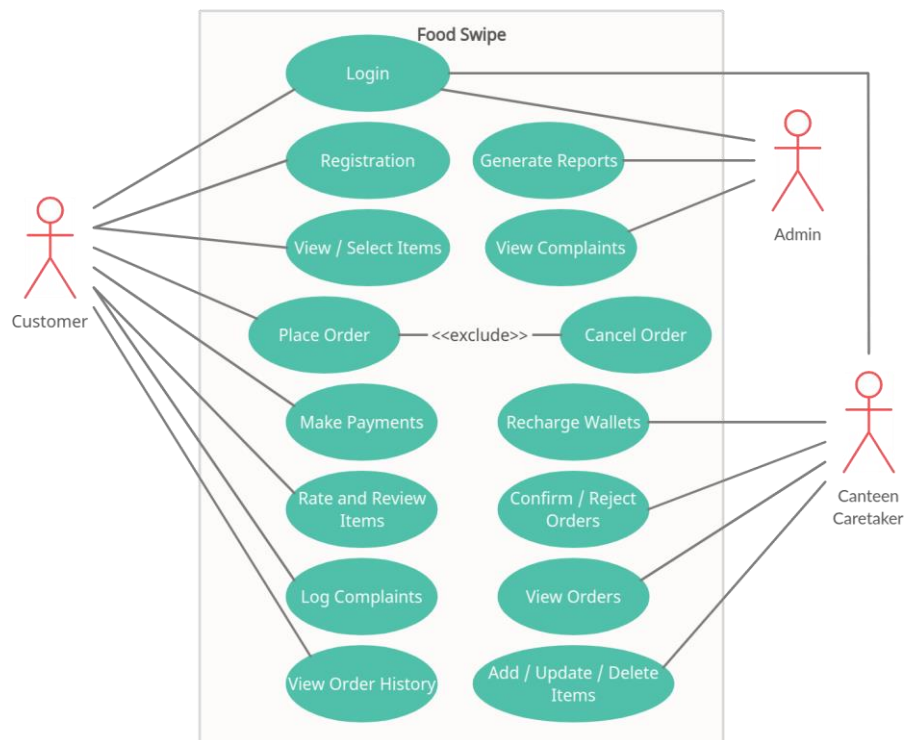 Food Swipe
Login
Registration
Generate Reports
View / Select Items
View Complaints
Admin
Customer
Place Order
<<exclude>>
Cancel Order
Make Payments
Recharge Wallets
Rate and Review
Items
Confirm / Reject
Orders
Canteen
Caretaker
Log Complaints
View Orders
View Order History
Add / Update / Delete
Items